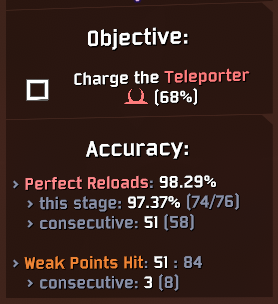 Objective:
Charge the Teleporter
(68%)
Accuracy:
> Perfect Reloads: 98.29%
> this stage: 97.37% (74/76)
> consecutive: 51 (58)
> Weak Points Hit: 51 : 84
> consecutive: 3 (8)